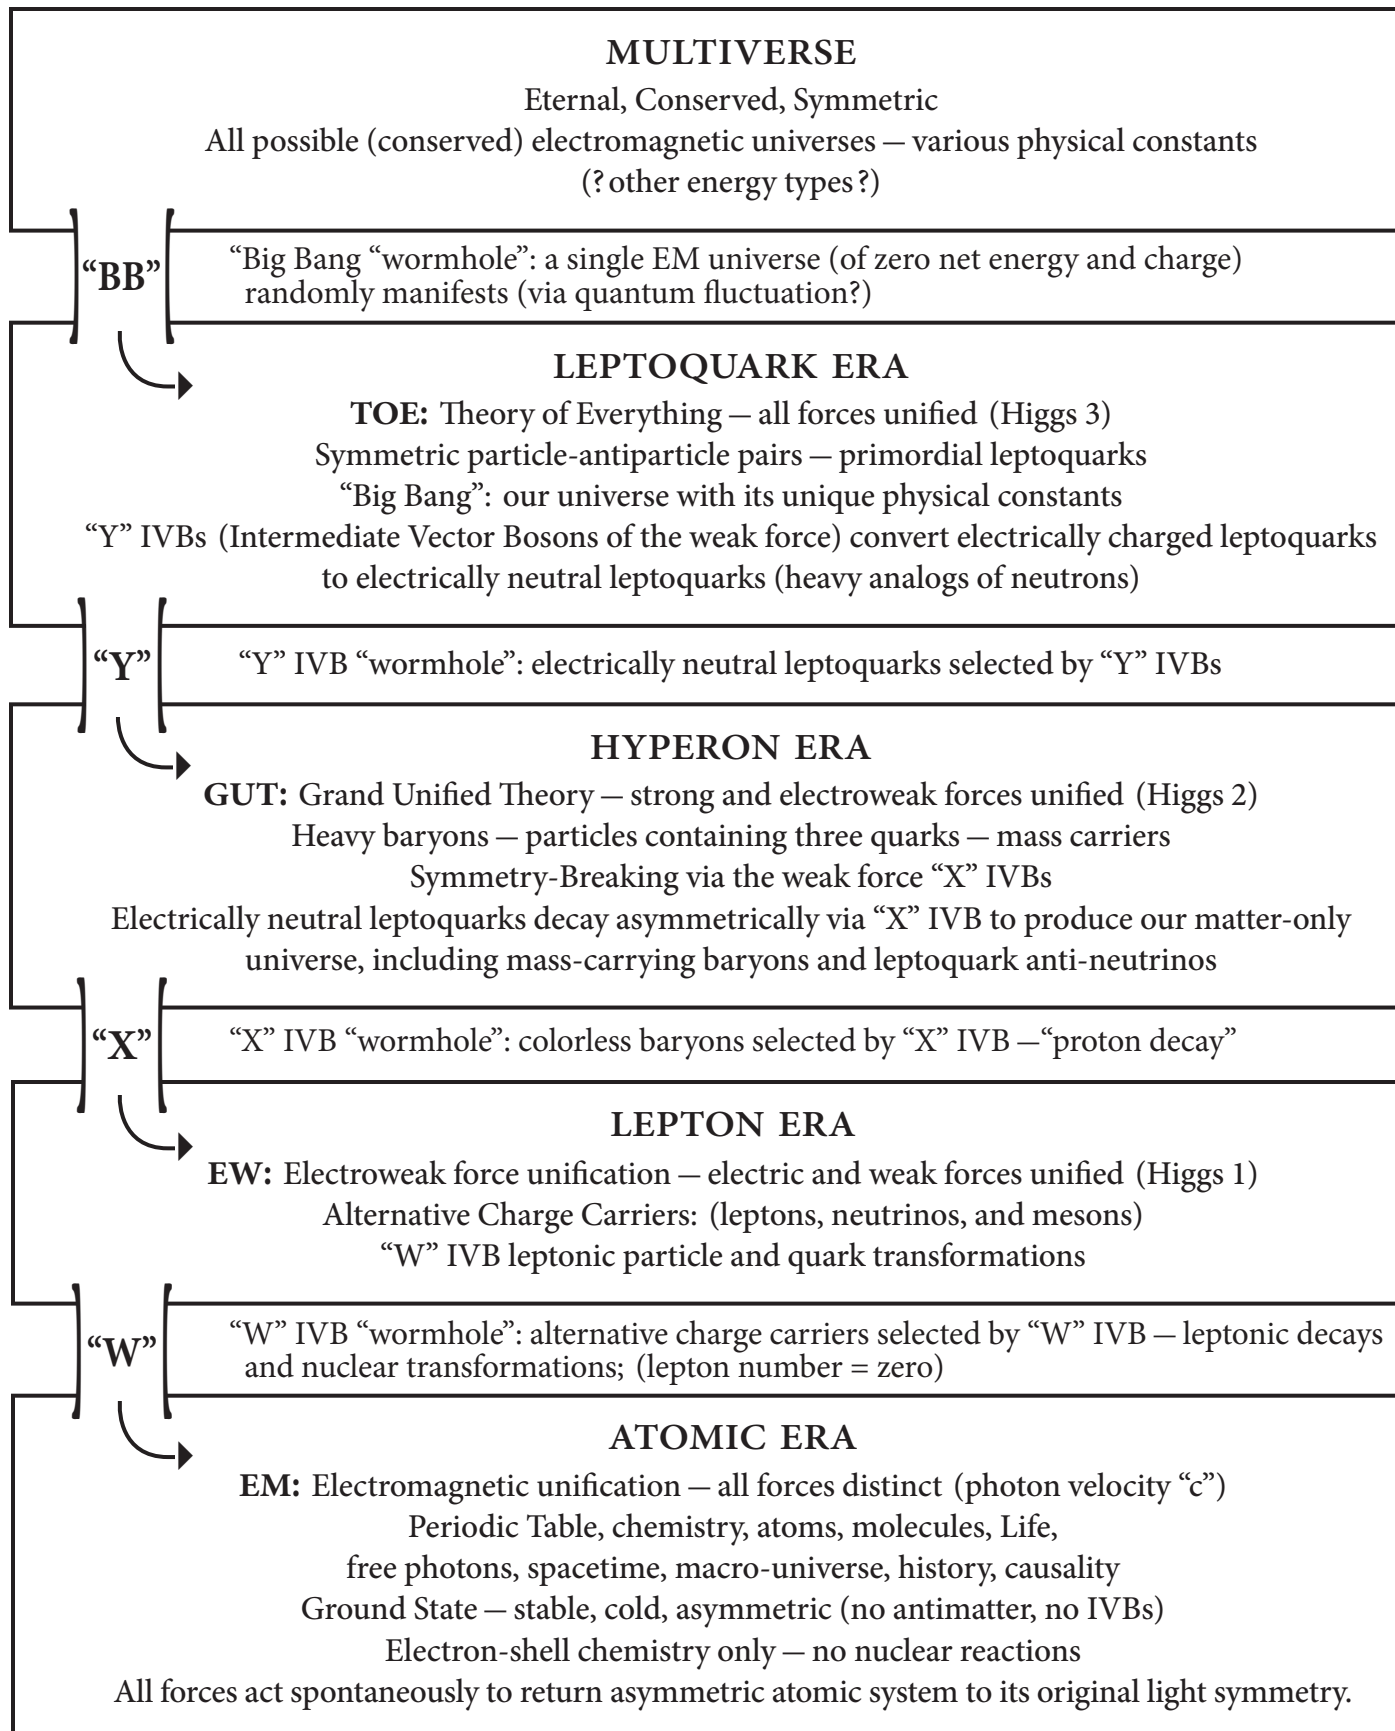 MULTIVERSE
Eternal, Conserved, Symmetric
All possible (conserved) electromagnetic universes — various physical constants
(?other energy types?)
“BB”
“Big Bang “wormhole”: a single EM universe (of zero net energy and charge)
randomly manifests (via quantum fluctuation?)
LEPTOQUARK ERA
TOE: Theory of Everything — all forces unified (Higgs 3)
Symmetric particle-antiparticle pairs — primordial leptoquarks
“Big Bang”: our universe with its unique physical constants
“Y” IVBs (Intermediate Vector Bosons of the weak force) convert electrically charged leptoquarks
to electrically neutral leptoquarks (heavy analogs of neutrons)
“Y”
“Y” IVB “wormhole”: electrically neutral leptoquarks selected by “Y” IVBs
HYPERON ERA
GUT: Grand Unified Theory — strong and electroweak forces unified (Higgs 2)
Heavy baryons — particles containing three quarks — mass carriers
Symmetry-Breaking via the weak force “X” IVBs
Electrically neutral leptoquarks decay asymmetrically via “X” IVB to produce our matter-only
universe, including mass-carrying baryons and leptoquark anti-neutrinos
“X”
“X” IVB “wormhole”: colorless baryons selected by “X” IVB —“proton decay”
LEPTON ERA
EW: Electroweak force unification — electric and weak forces unified (Higgs 1)
Alternative Charge Carriers: (leptons, neutrinos, and mesons)
“W” IVB leptonic particle and quark transformations
“W”
“W” IVB “wormhole”: alternative charge carriers selected by “W” IVB — leptonic decays
and nuclear transformations; (lepton number = zero)
ATOMIC ERA
EM: Electromagnetic unification — all forces distinct (photon velocity “c”)
Periodic Table, chemistry, atoms, molecules, Life,
free photons, spacetime, macro-universe, history, causality
Ground State — stable, cold, asymmetric (no antimatter, no IVBs)
Electron-shell chemistry only — no nuclear reactions
All forces act spontaneously to return asymmetric atomic system to its original light symmetry.